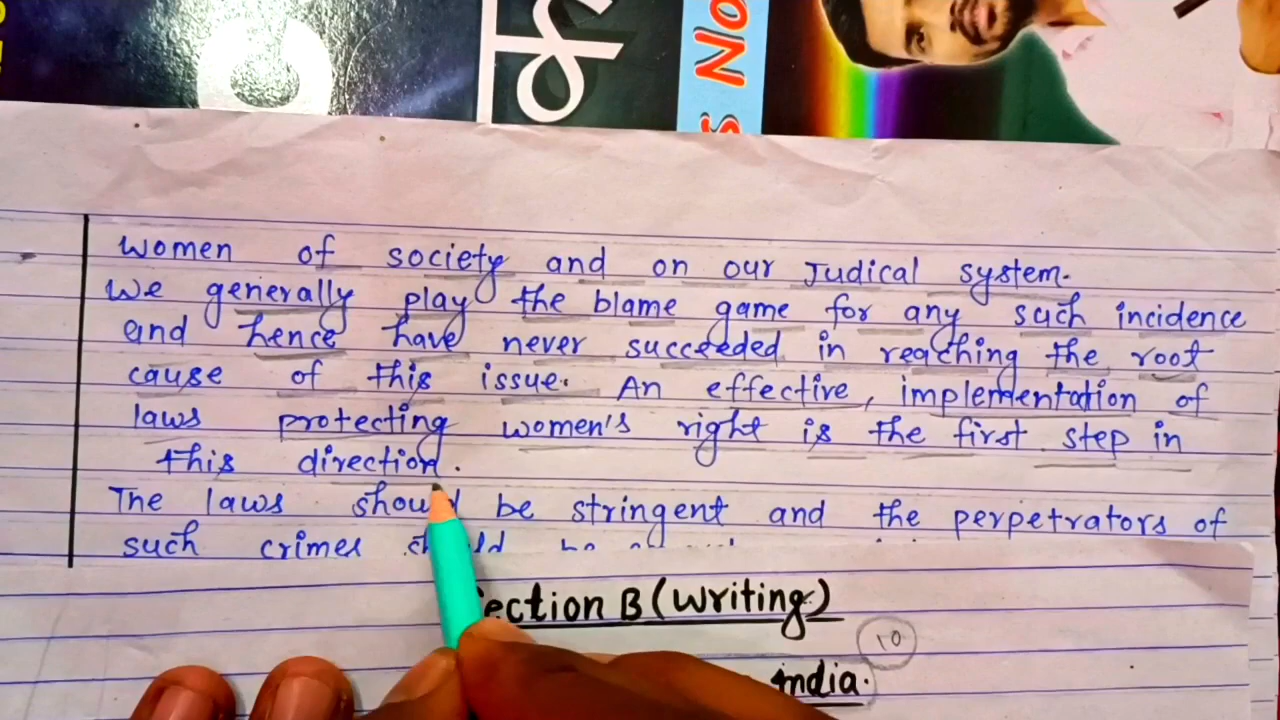 क
s No
women of society and on our Judical system.
We generally play the blame game for any such incidence
and hence have never succeeded in reaching the root
cause of this issue. An effective, implementation of
laws protecting women's right is the first step in
this direction.
The laws should be stringent and the perpetrators of
such crimes
ection B (Writing)
10
india.